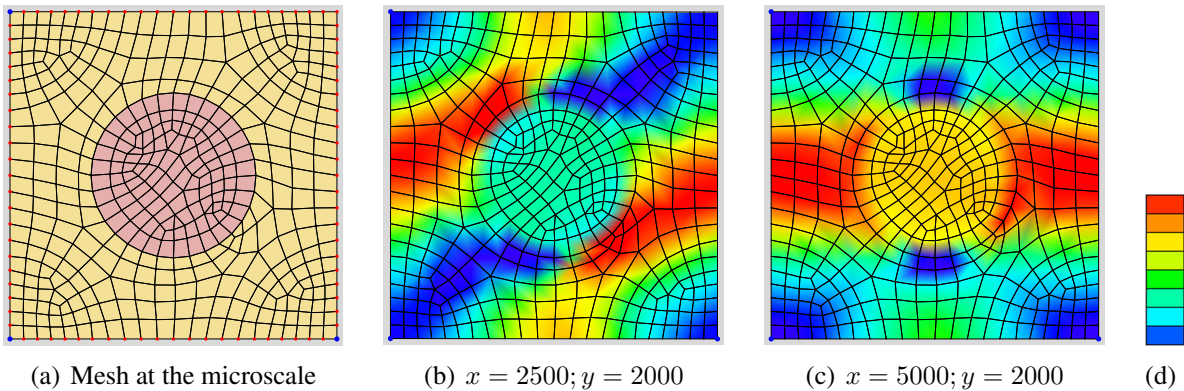 (a) Mesh at the microscale
(b) x = 2500; y = 2000
(c) x = 5000; y = 2000
(d)